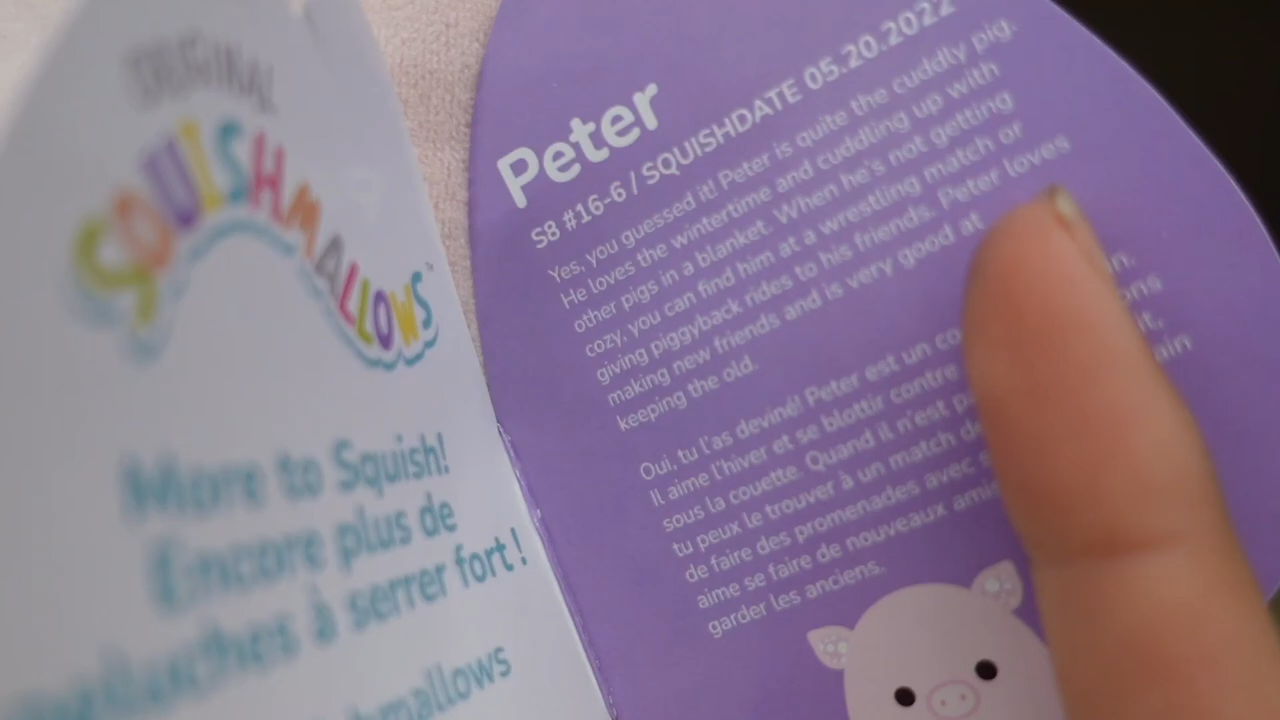 ORIGINAL
SQUISHMALLOWS™
More to Squish!
Encore plus de
à serrer fort !
Peter
S8 #16-6 / SQUISHDATE 05.20.2022
Yes, you guessed it! Peter is quite the cuddly pig.
He loves the wintertime and cuddling up with
other pigs in a blanket. When he's not getting
cozy, you can find him at a wrestling match or
giving piggyback rides to his friends. Peter loves
making new friends and is very good at
keeping the old.
Oui, tu l'as deviné! Peter est un
Il aime l'hiver et se blottir contre
sous la couette. Quand il n'est
tu peux le trouver à un match
de faire des promenades avec
aime se faire de nouveaux
garder les anciens.